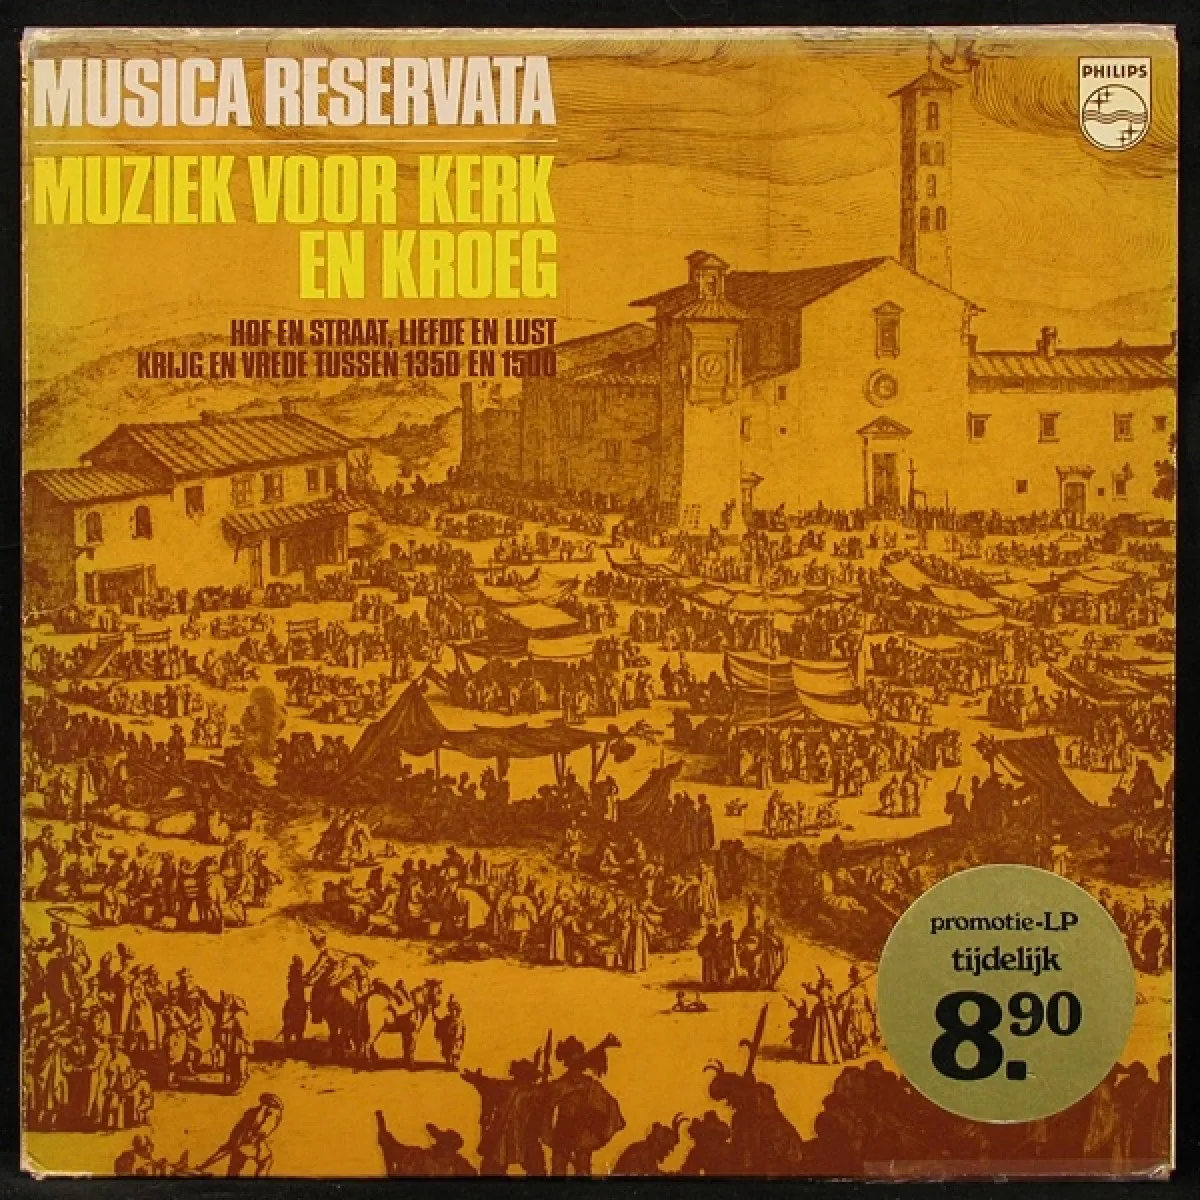 MUSICA RESERVATA
MUZIEK VOOR KERK
EN KROEG
HOF EN STRAAT, LIEFDE EN LUST
KRIJG EN VREDE TUSSEN 1350 EN 1500
PHILIPS
promotie-LP
tijdelijk
8.90